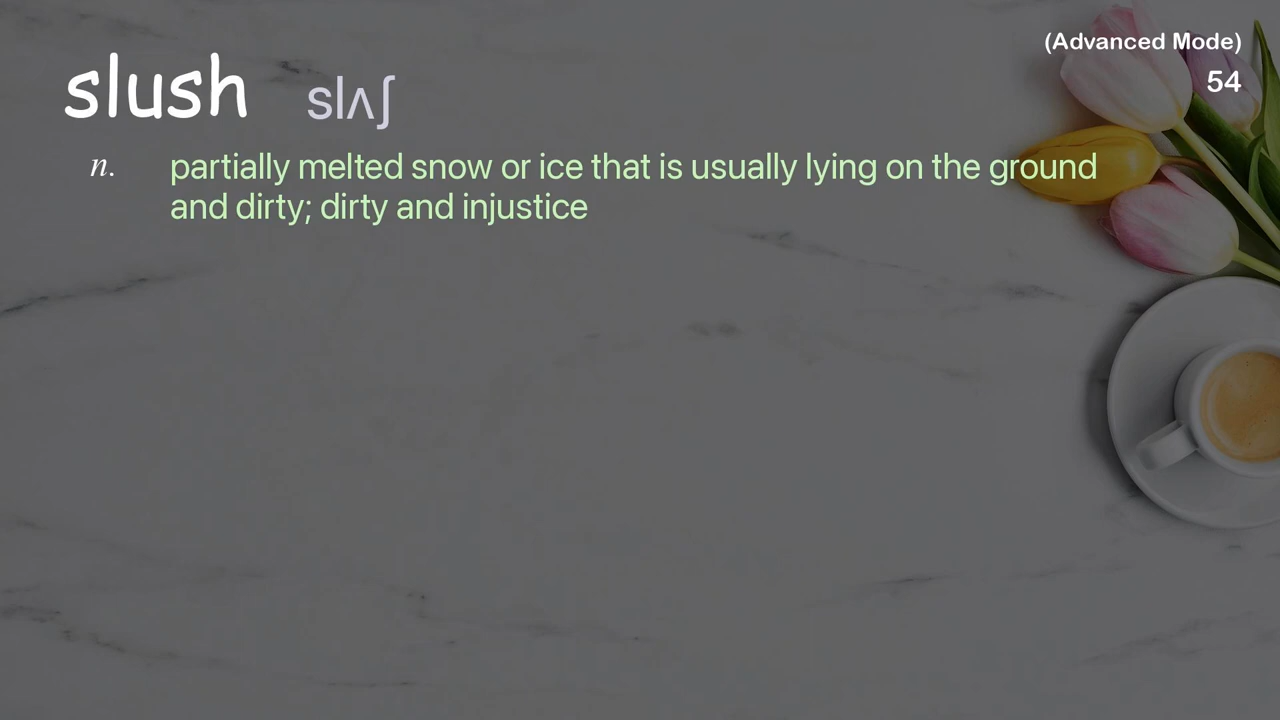 (Advanced Mode)
54
slush slʌʃ
n. partially melted snow or ice that is usually lying on the ground
and dirty; dirty and injustice